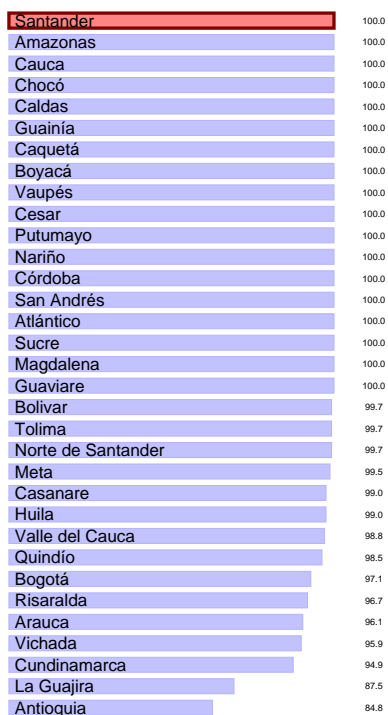 Santander 100.0
Amazonas 100.0
Cauca 100.0
Chocó 100.0
Caldas 100.0
Guainía 100.0
Caquetá 100.0
Boyacá 100.0
Vaupés 100.0
Cesar 100.0
Putumayo 100.0
Nariño 100.0
Córdoba 100.0
San Andrés 100.0
Atlántico 100.0
Sucre 100.0
Magdalena 100.0
Guaviare 100.0
Bolivar 99.7
Tolima 99.7
Norte de Santander 99.7
Meta 99.5
Casanare 99.0
Huila 99.0
Valle del Cauca 98.8
Quindío 98.5
Bogotá 97.1
Risaralda 96.7
Arauca 96.1
Vichada 95.9
Cundinamarca 94.9
La Guajira 87.5
Antioquia 84.8